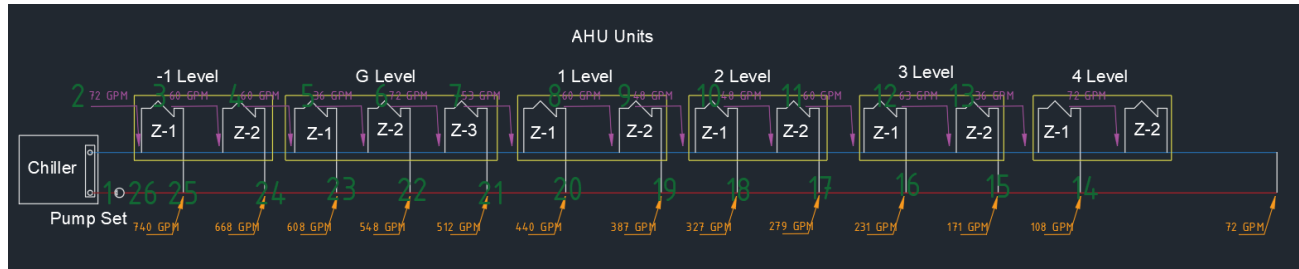 AHU Units
-1 Level G Level 1 Level 2 Level 3 Level 4 Level
2 72 GPM 3 60 GPM 4 60 GPM 5 36 GPM 6 72 GPM 7 53 GPM 8 60 GPM 9 48 GPM 10 48 GPM 11 60 GPM 12 63 GPM 13 36 GPM 72 GPM
Z-1 Z-2 Z-1 Z-2 Z-3 Z-1 Z-2 Z-1 Z-2 Z-1 Z-2 Z-1 Z-2
Chiller
1 26 25 24 23 22 21 20 19 18 17 16 15 14
Pump Set
740 GPM 668 GPM 608 GPM 548 GPM 512 GPM 440 GPM 387 GPM 327 GPM 279 GPM 231 GPM 171 GPM 108 GPM 72 GPM